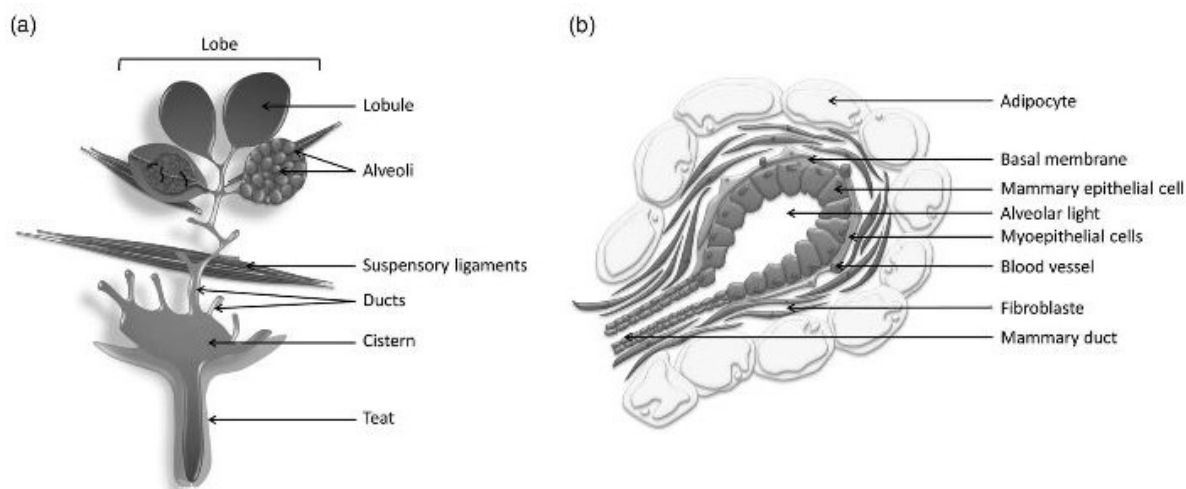 (a)
Lobe
Lobule
Alveoli
Suspensory ligaments
Ducts
Cistern
Teat
(b)
Adipocyte
Basal membrane
Mammary epithelial cell
Alveolar light
Myoepithelial cells
Blood vessel
Fibroblaste
Mammary duct